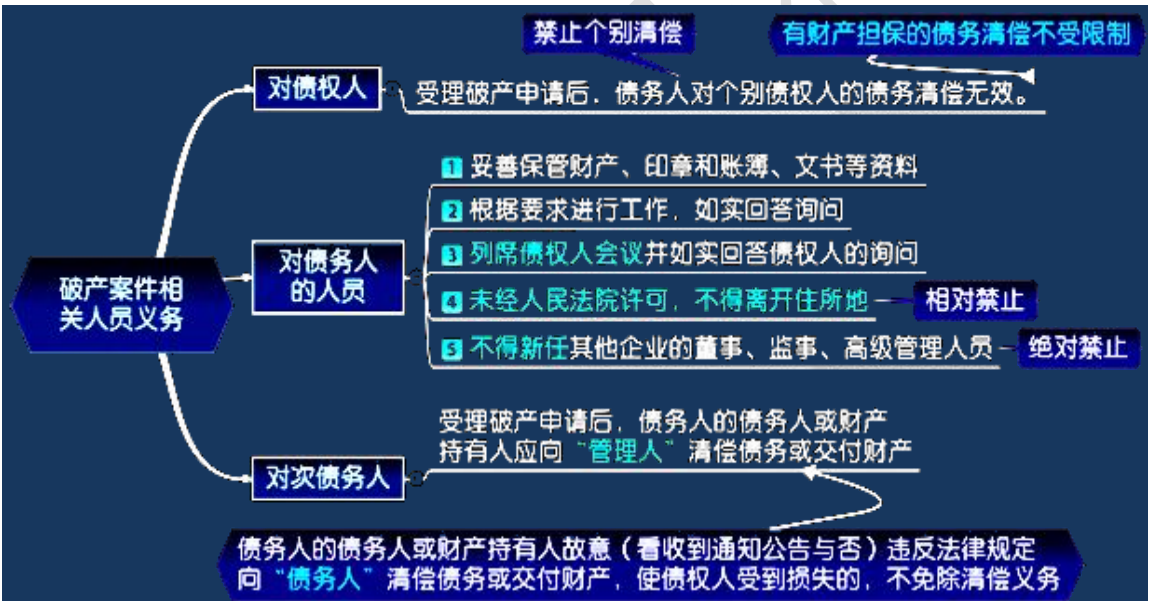 禁止个别清偿
有财产担保的债务清偿不受限制
对债权人
受理破产申请后，债务人对个别债权人的债务清偿无效。
1 妥善保管财产、印章和账簿、文书等资料
2 根据要求进行工作，如实回答询问
对债务人
的人员
3 列席债权人会议并如实回答债权人的询问
破产案件相
关人员义务
4 未经人民法院许可，不得离开住所地
相对禁止
5 不得新任其他企业的董事、监事、高级管理人员
绝对禁止
受理破产申请后，债务人的债务人或财产
持有人应向“管理人”清偿债务或交付财产
对次债务人
债务人的债务人或财产持有人故意（看收到通知公告与否）违反法律规定
向“债务人”清偿债务或交付财产，使债权人受到损失的，不免除清偿义务